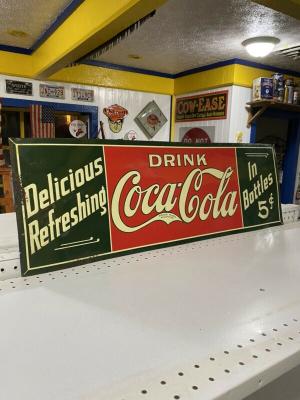 COW-EASE
DO NOT
Delicious
Refreshing
DRINK
Coca-Cola
In
Bottles
5¢